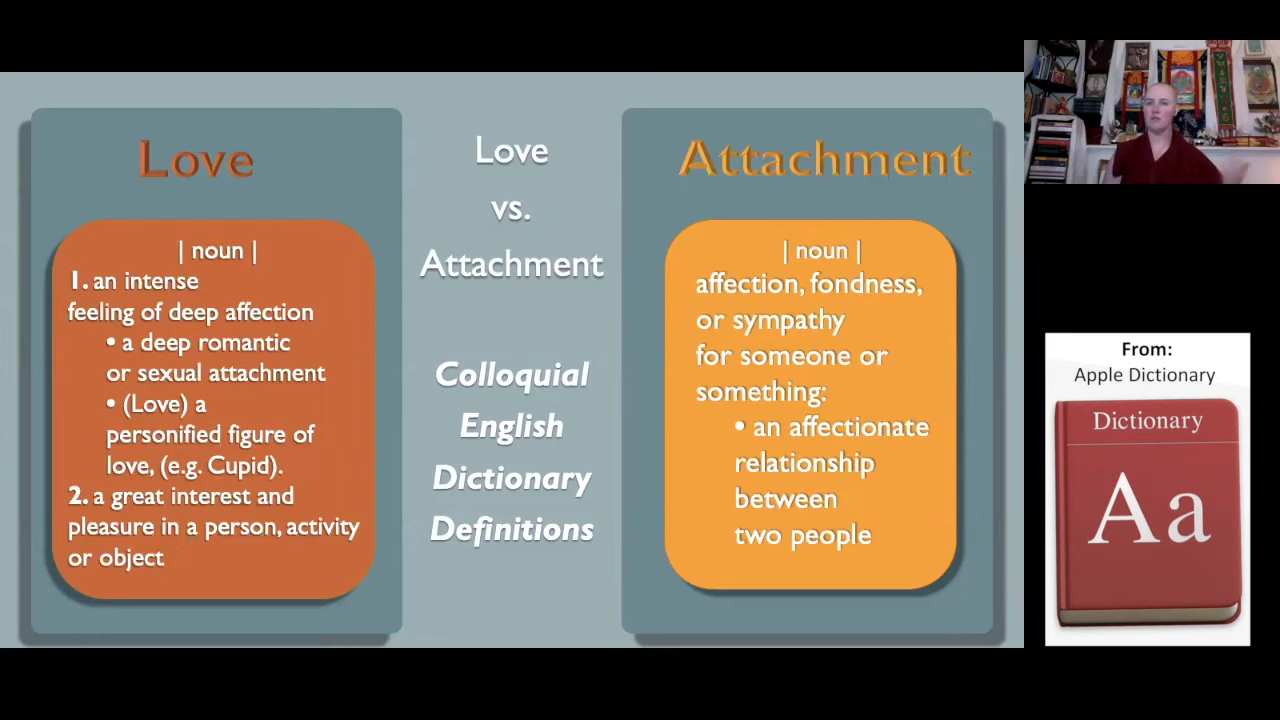 Love
| noun |
1. an intense
feeling of deep affection
• a deep romantic
or sexual attachment
• (Love) a
personified figure of
love, (e.g. Cupid).
2. a great interest and
pleasure in a person, activity
or object
Love
vs.
Attachment
Colloquial
English
Dictionary
Definitions
Attachment
| noun |
affection, fondness,
or sympathy
for someone or
something:
• an affectionate
relationship
between
two people
From:
Apple Dictionary
Dictionary
Aa